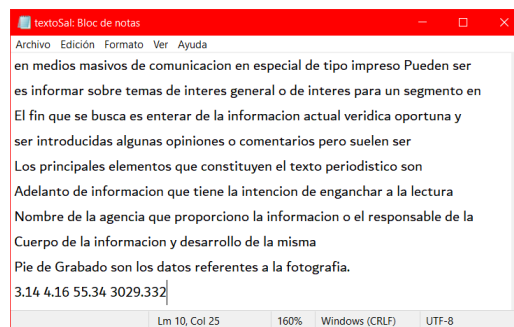 textoSal: Bloc de notas
Archivo Edición Formato Ver Ayuda
en medios masivos de comunicacion en especial de tipo impreso Pueden ser
es informar sobre temas de interes general o de interes para un segmento en
El fin que se busca es enterar de la informacion actual veridica oportuna y
ser introducidas algunas opiniones o comentarios pero suelen ser
Los principales elementos que constituyen el texto periodistico son
Adelanto de informacion que tiene la intencion de enganchar a la lectura
Nombre de la agencia que proporciono la informacion o el responsable de la
Cuerpo de la informacion y desarrollo de la misma
Pie de Grabado son los datos referentes a la fotografia.
3.14 4.16 55.34 3029.332
Lm 10, Col 25 160% Windows (CRLF) UTF-8